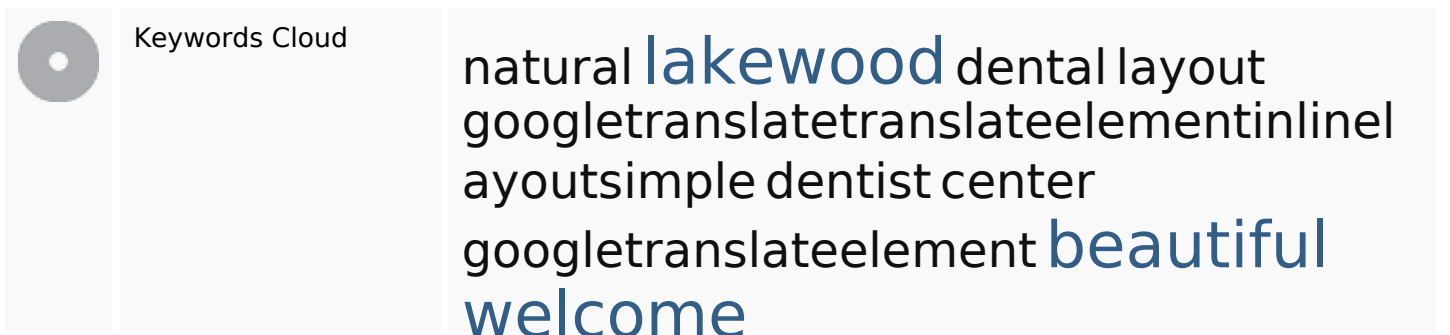 Keywords Cloud
natural lakewood dental layout
googletranslatetranslateelementinlinel
ayoutsimple dentist center
googletranslateelement beautiful
welcome